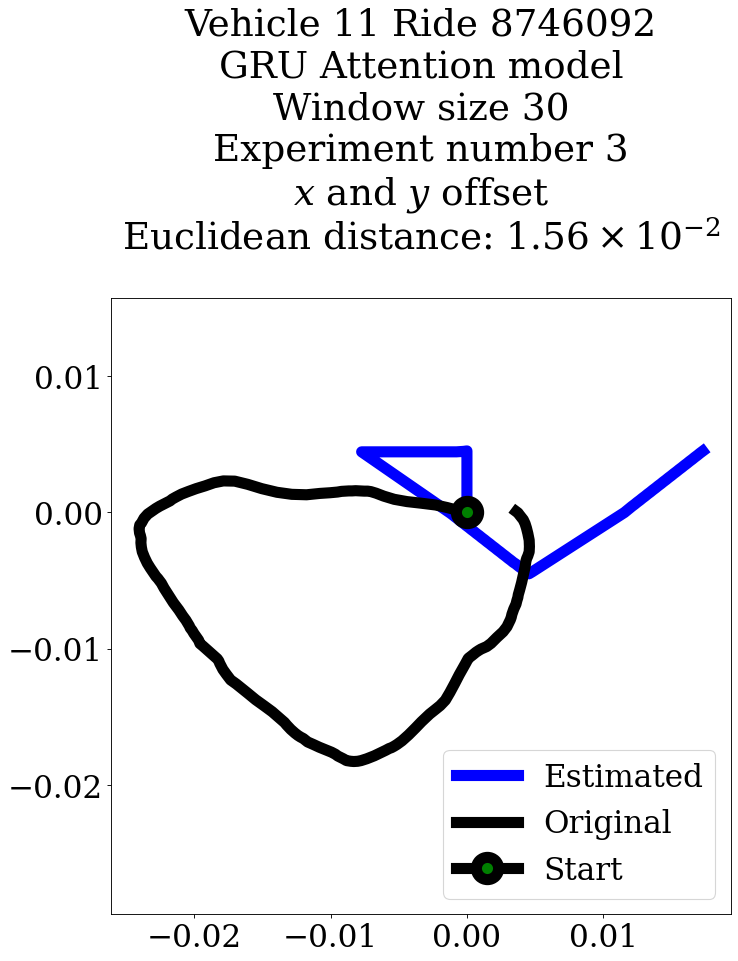 Vehicle 11 Ride 8746092
GRU Attention model
Window size 30
Experiment number 3
x and y offset
Euclidean distance: 1.56 × 10⁻²
0.01
0.00
−0.01
−0.02
Estimated
Original
Start
−0.02 −0.01 0.00 0.01